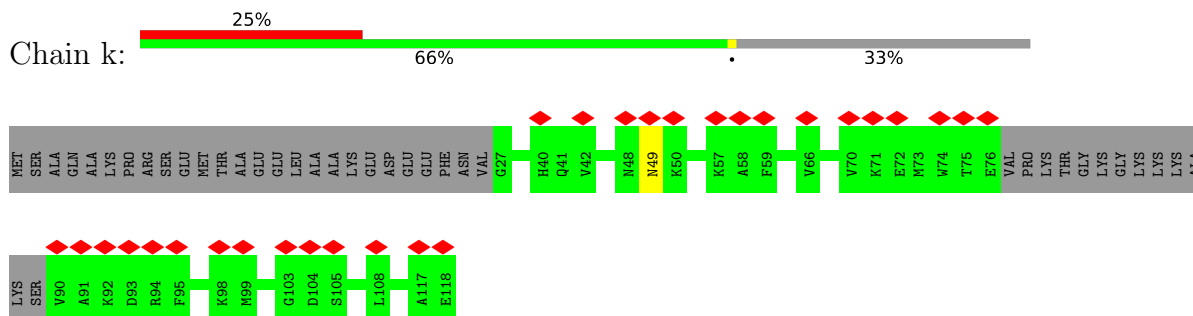 25%
Chain k:
66%
•
33%
MET SER ALA GLN ALA LYS PRO ARG SER GLU MET THR ALA GLU GLU LEU ALA ALA LYS GLU ASP GLU GLU PHE ASN VAL G27 H40 Q41 V42 N48 N49 K50 K57 A58 F59 V66 V70 K71 E72 M73 W74 T75 E76 VAL PRO LYS THR GLY LYS GLY LYS LYS LYS ALA
LYS SER V90 A91 K92 D93 R94 F95 K98 M99 G103 D104 S105 L108 A117 E118